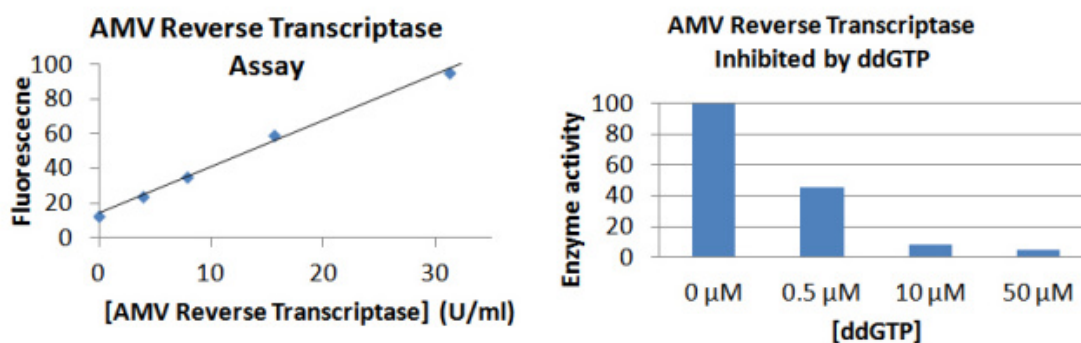 AMV Reverse Transcriptase
Assay
Fluorescecne
100
80
60
40
20
0
0 10 20 30
[AMV Reverse Transcriptase] (U/ml)
AMV Reverse Transcriptase
Inhibited by ddGTP
Enzyme activity
100
80
60
40
20
0
0 µM 0.5 µM 10 µM 50 µM
[ddGTP]